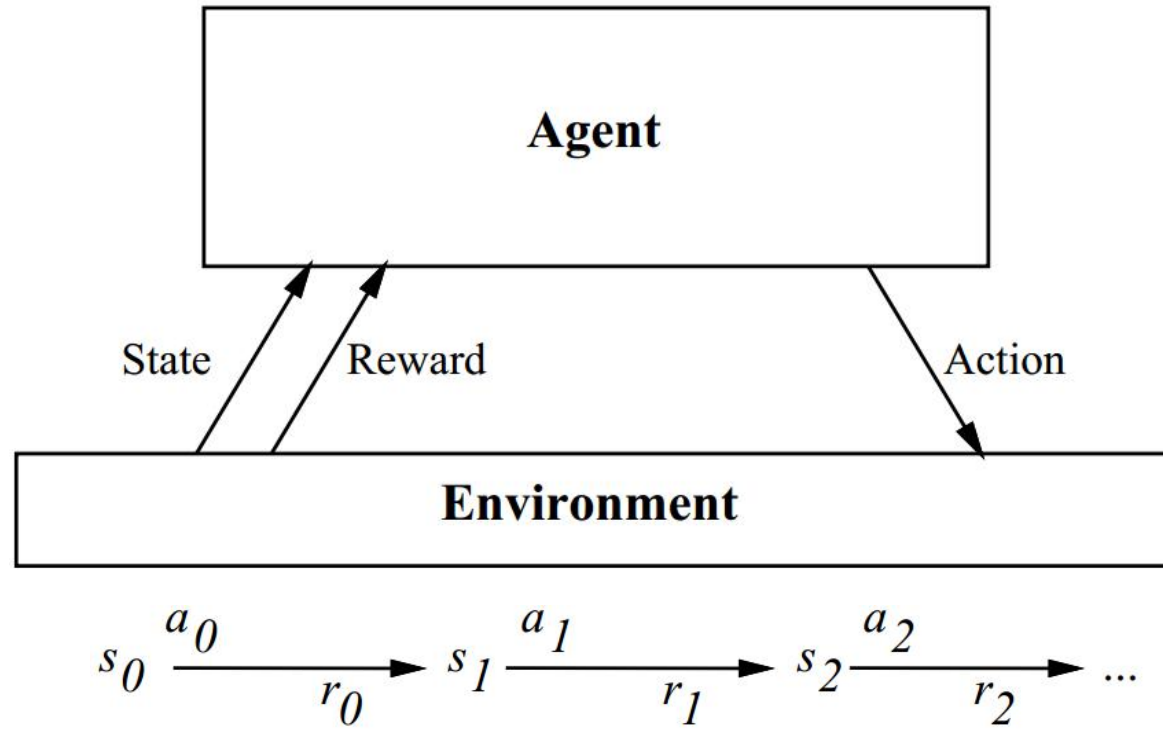 Agent
State Reward Action
Environment
a0 a1 a2
s0 s1 s2 ...
r0 r1 r2